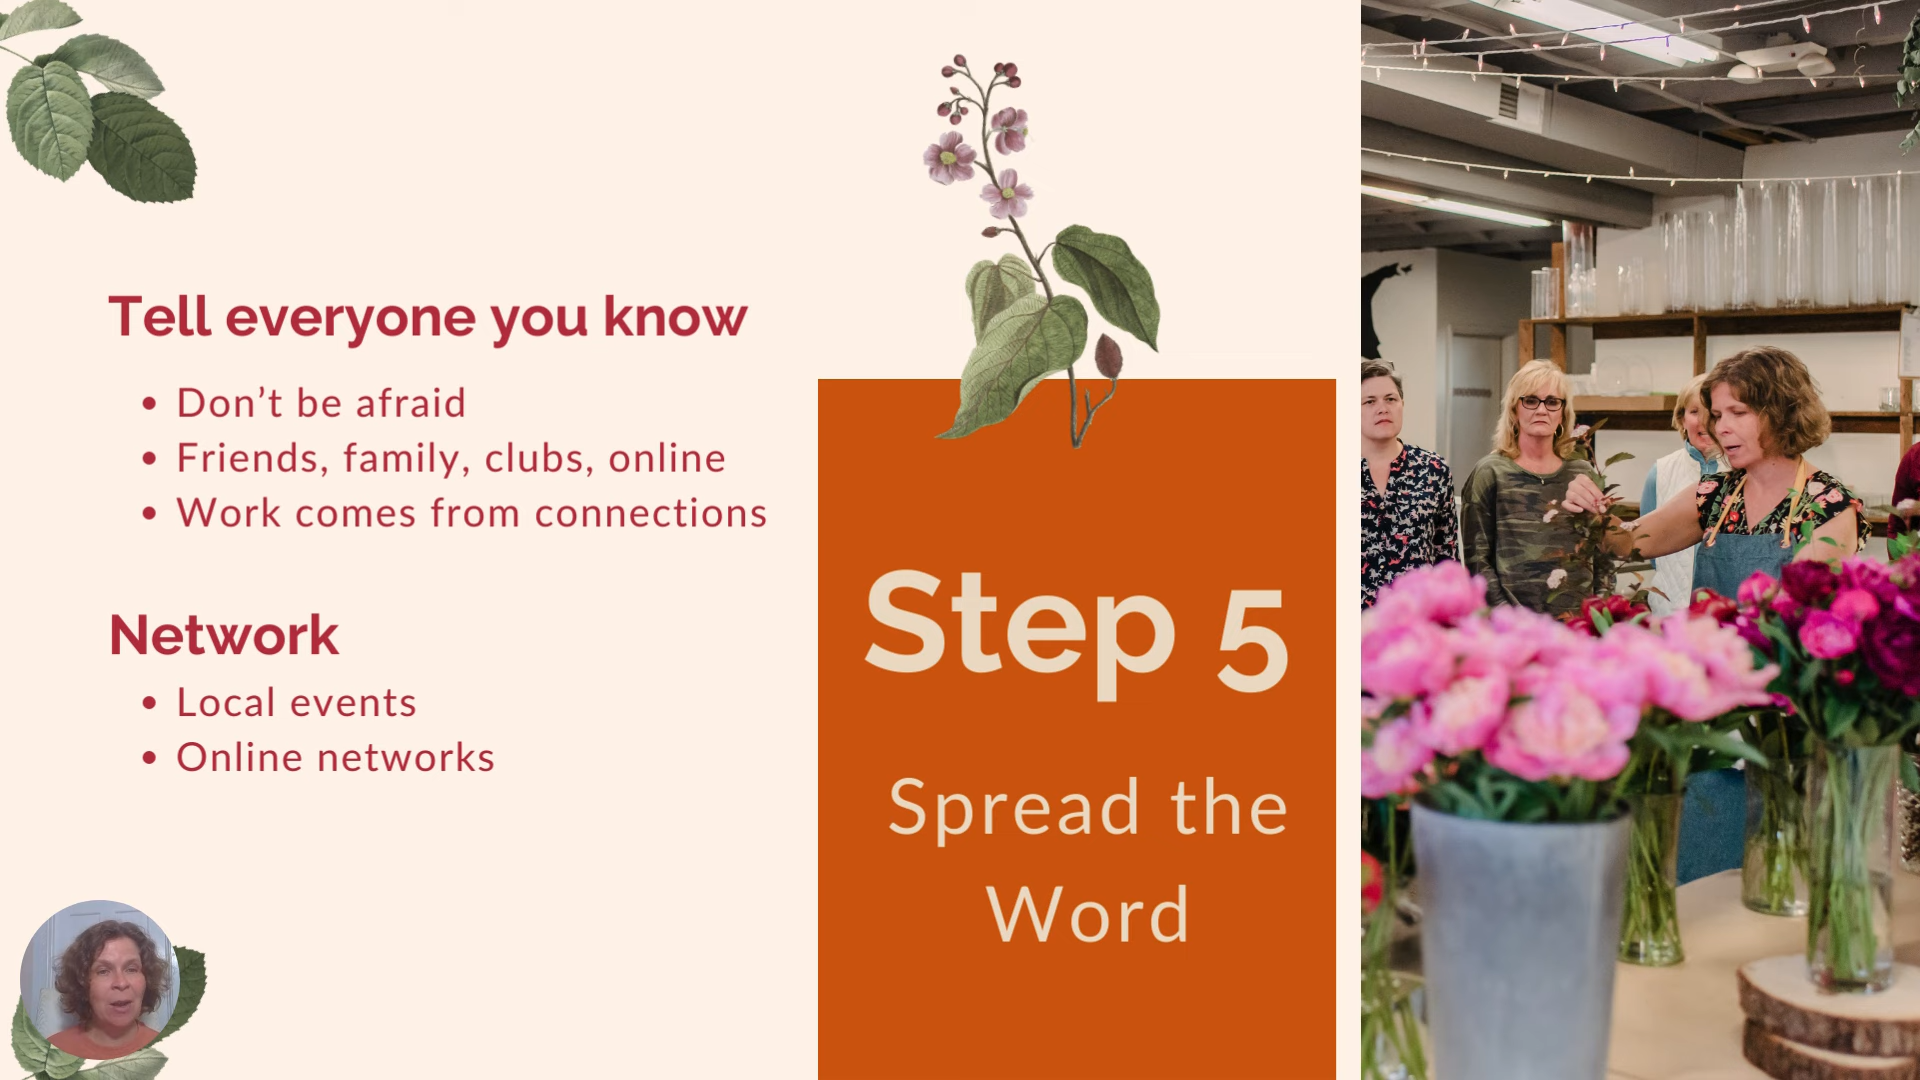 Tell everyone you know
• Don’t be afraid
• Friends, family, clubs, online
• Work comes from connections
Network
• Local events
• Online networks
Step 5
Spread the
Word